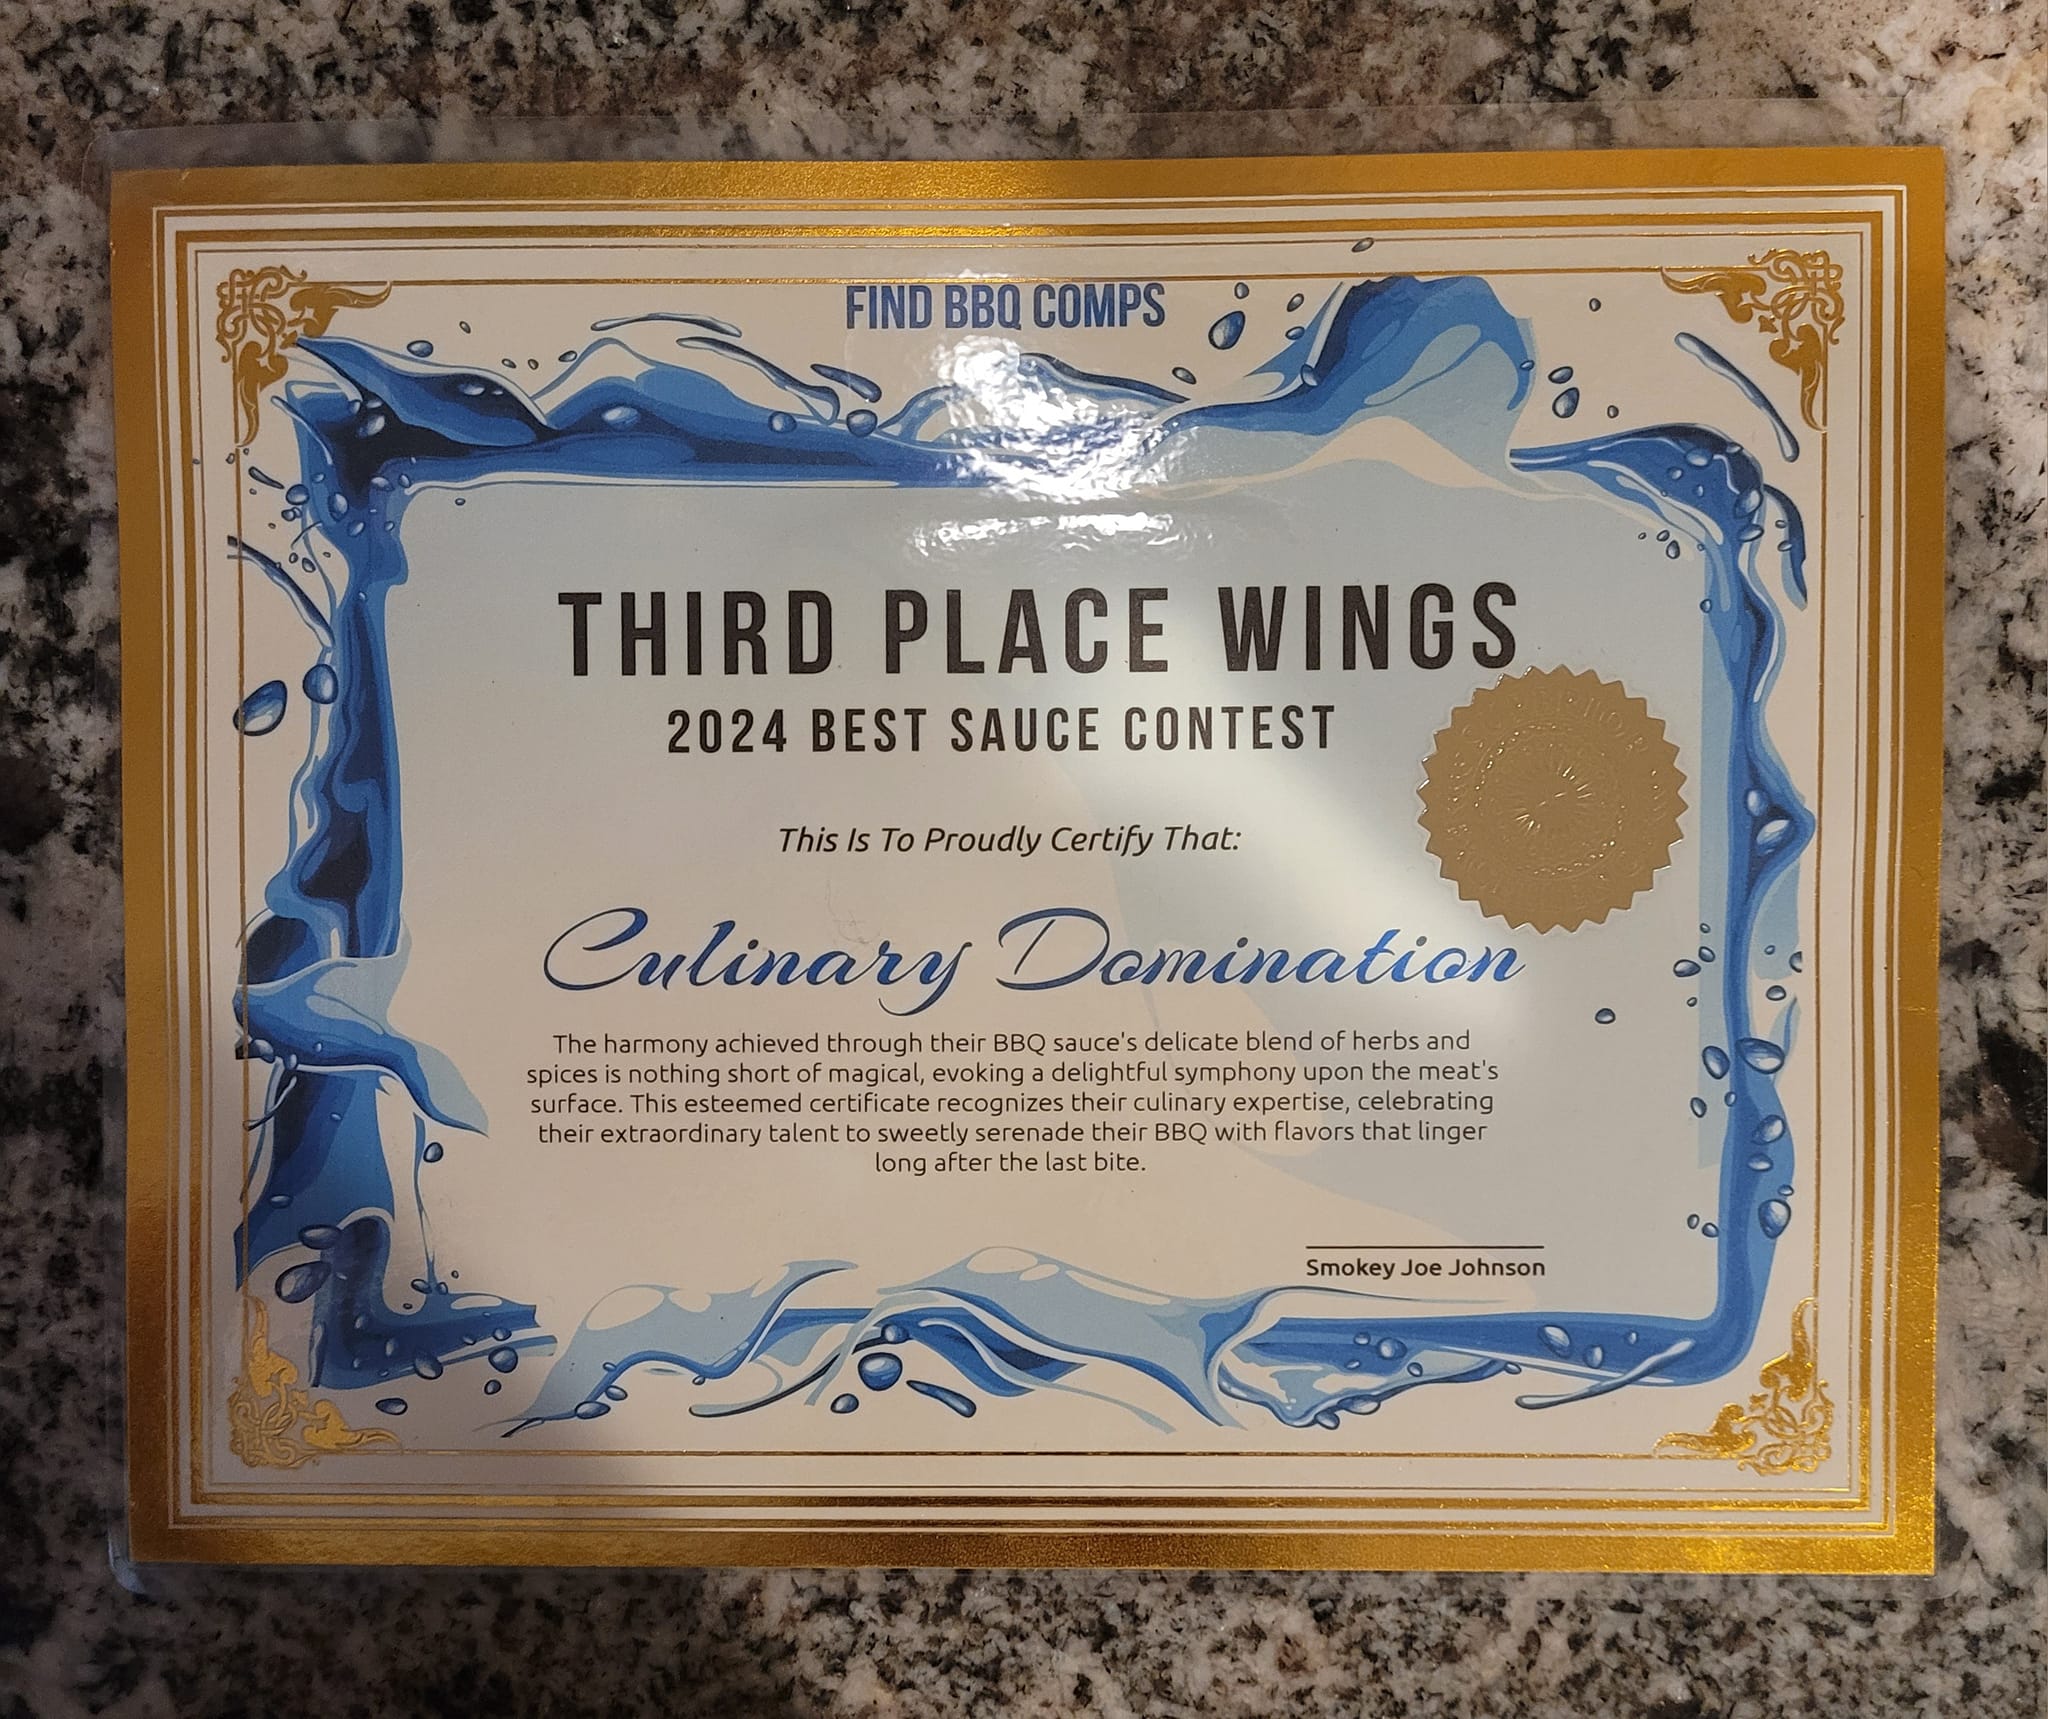 FIND BBQ COMPS
THIRD PLACE WINGS
2024 BEST SAUCE CONTEST
This Is To Proudly Certify That:
Culinary Domination
The harmony achieved through their BBQ sauce's delicate blend of herbs and
spices is nothing short of magical, evoking a delightful symphony upon the meat's
surface. This esteemed certificate recognizes their culinary expertise, celebrating
their extraordinary talent to sweetly serenade their BBQ with flavors that linger
long after the last bite.
Smokey Joe Johnson